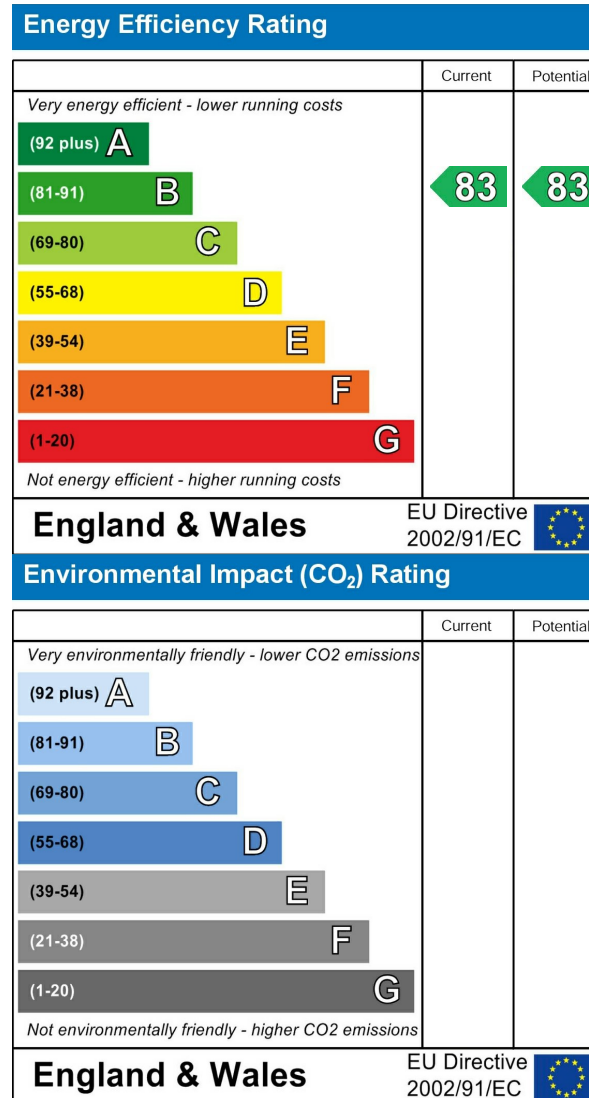 Energy Efficiency Rating
Current Potential
Very energy efficient - lower running costs
(92 plus) A
(81-91) B 83 83
(69-80) C
(55-68) D
(39-54) E
(21-38) F
(1-20) G
Not energy efficient - higher running costs
England & Wales
EU Directive
2002/91/EC
Environmental Impact (CO₂) Rating
Current Potential
Very environmentally friendly - lower CO2 emissions
(92 plus) A
(81-91) B
(69-80) C
(55-68) D
(39-54) E
(21-38) F
(1-20) G
Not environmentally friendly - higher CO2 emissions
England & Wales
EU Directive
2002/91/EC